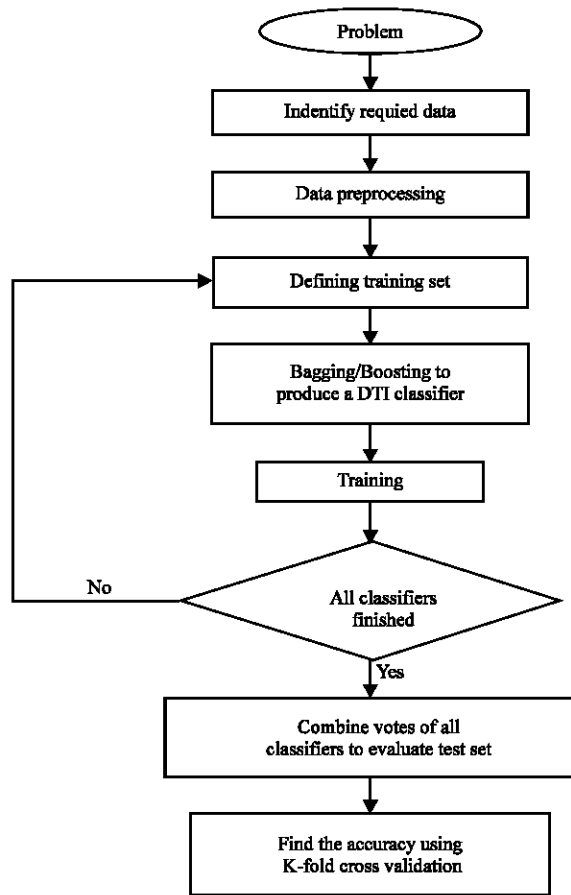 Problem
Indentify requied data
Data preprocessing
Defining training set
Bagging/Boosting to
produce a DTI classifier
Training
All classifiers
finished
No
Yes
Combine votes of all
classifiers to evaluate test set
Find the accuracy using
K-fold cross validation